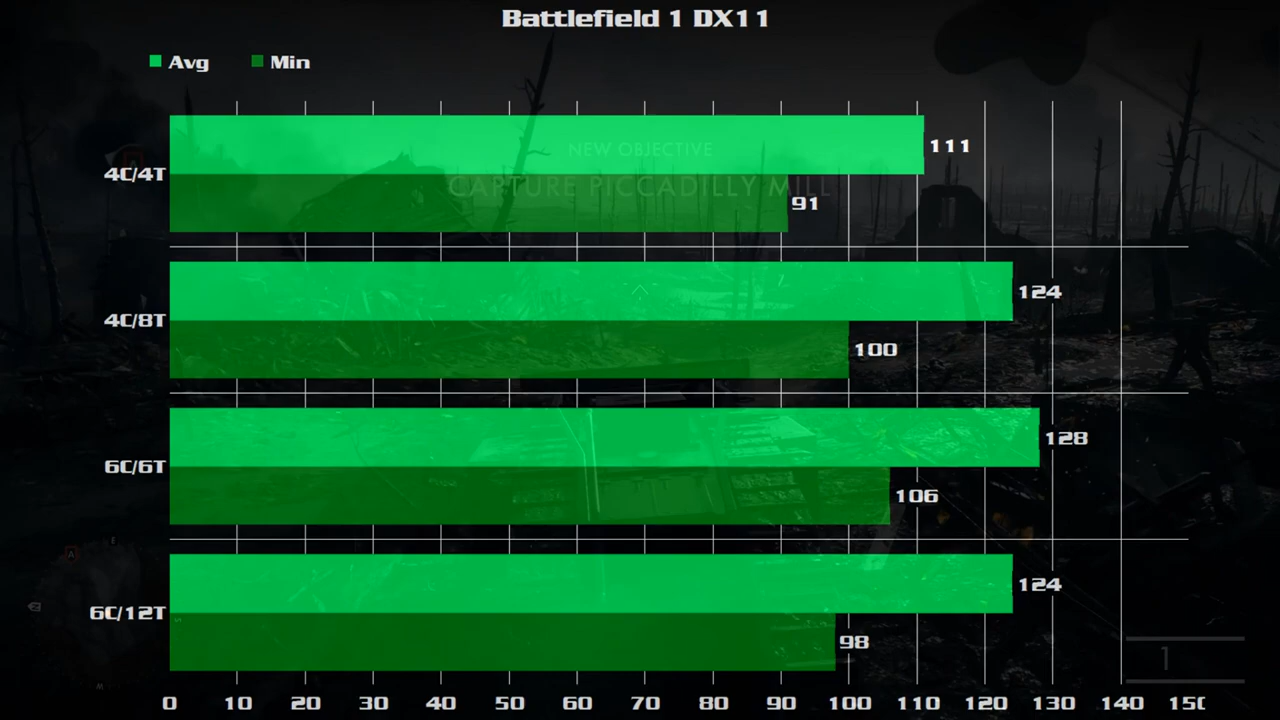 Battlefield 1 DX11
Avg Min
NEW OBJECTIVE
CAPTURE PICCADILLY MILL
4C/4T
111
91
4C/8T
124
100
6C/6T
128
106
6C/12T
124
98
A
E
1
0 10 20 30 40 50 60 70 80 90 100 110 120 130 140